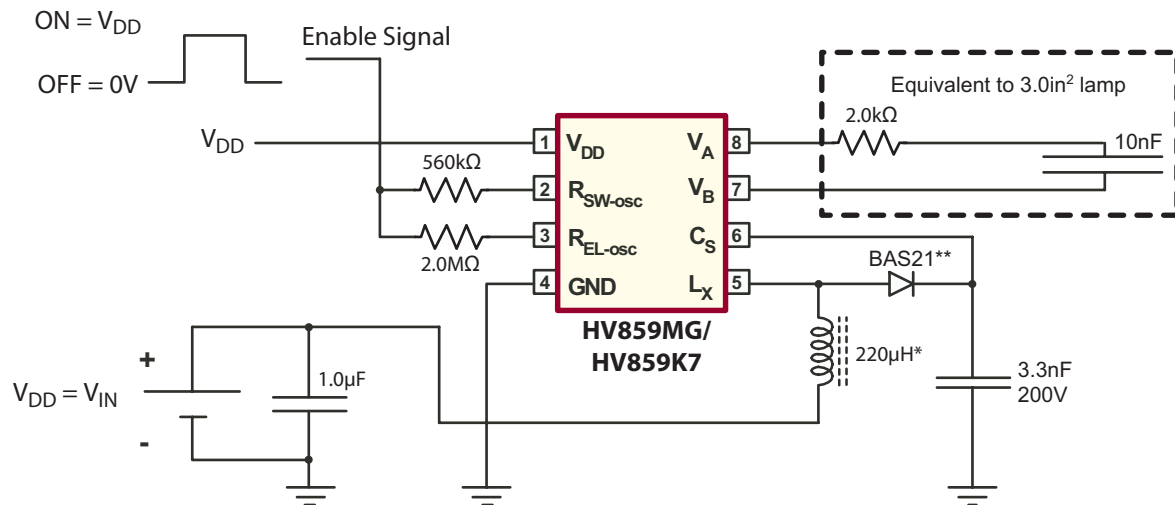 ON = VDD
OFF = 0V
Enable Signal
VDD
560kΩ
2.0MΩ
1 VDD
2 RSW-osc
3 REL-osc
4 GND
VA 8
VB 7
CS 6
LX 5
HV859MG/
HV859K7
Equivalent to 3.0in² lamp
2.0kΩ
10nF
BAS21**
220µH*
3.3nF
200V
+
VDD = VIN
-
1.0µF